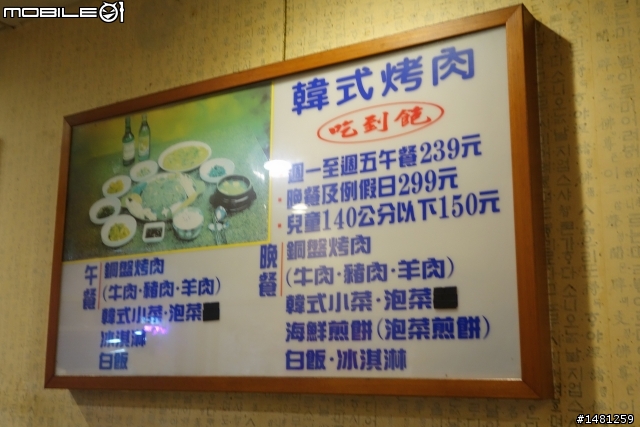 MOBILE01
韓式烤肉
吃到飽
週一至週五午餐239元
·晚餐及例假日299元
·兒童140公分以下150元
午餐
銅盤烤肉
(牛肉·豬肉·羊肉)
韓式小菜·泡菜
冰淇淋
白飯
晚餐
銅盤烤肉
(牛肉·豬肉·羊肉)
韓式小菜·泡菜
海鮮煎餅(泡菜煎餅)
白飯·冰淇淋
#1481259